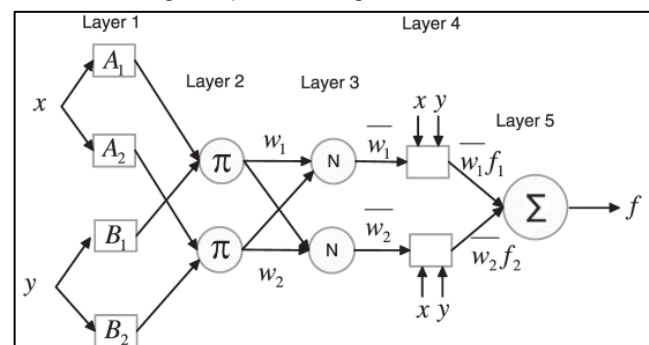 Layer 1
Layer 4
Layer 2
Layer 3
Layer 5
A₁
x y
x
π
w₁
N
w̅₁
w̅₁f₁
A₂
Σ
f
B₁
π
w₂
N
w̅₂
w̅₂f₂
y
x y
B₂